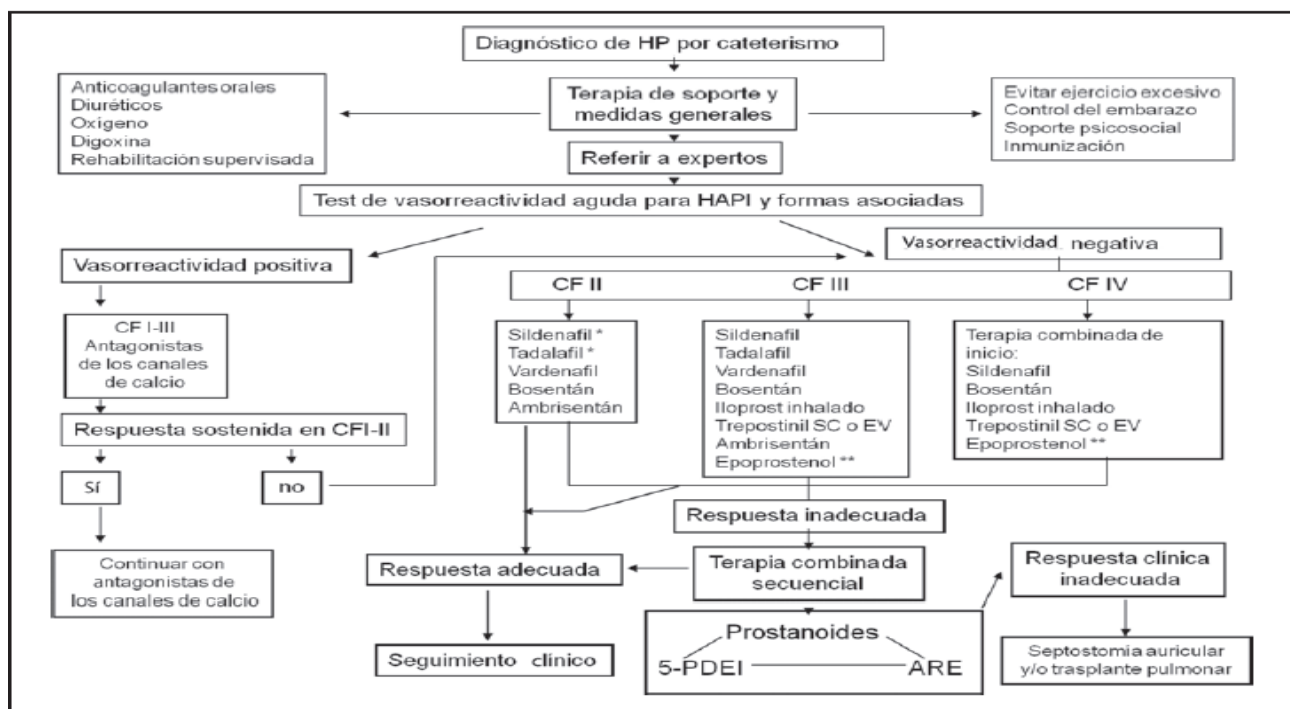 Diagnóstico de HP por cateterismo
Anticoagulantes orales
Diuréticos
Oxígeno
Digoxina
Rehabilitación supervisada
Terapia de soporte y
medidas generales
Evitar ejercicio excesivo
Control del embarazo
Soporte psicosocial
Inmunización
Referir a expertos
Test de vasorreactividad aguda para HAPI y formas asociadas
Vasorreactividad positiva
Vasorreactividad negativa
CF II CF III CF IV
CF I-III
Antagonistas
de los canales
de calcio
Sildenafil *
Tadalafil *
Vardenafil
Bosentán
Ambrisentán
Sildenafil
Tadalafil
Vardenafil
Bosentán
Iloprost inhalado
Trepostinil SC o EV
Ambrisentán
Epoprostenol **
Terapia combinada de
inicio:
Sildenafil
Bosentán
Iloprost inhalado
Trepostinil SC o EV
Epoprostenol **
Respuesta sostenida en CFI-II
Sí
no
Continuar con
antagonistas de
los canales de calcio
Respuesta inadecuada
Respuesta adecuada
Terapia combinada
secuencial
Respuesta clínica
inadecuada
Seguimiento clínico
Prostanoides
5-PDEI ARE
Septostomia auricular
y/o trasplante pulmonar